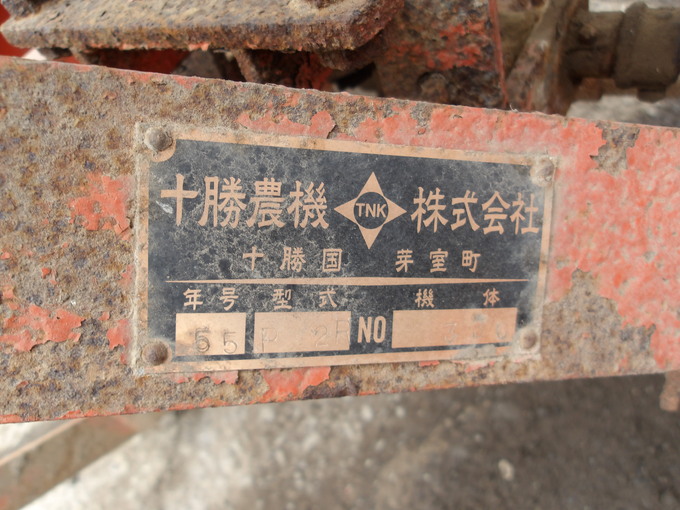 十勝農機 TNK 株式会社
十勝国 芽室町
年号 型式 機体
55 P 2F NO